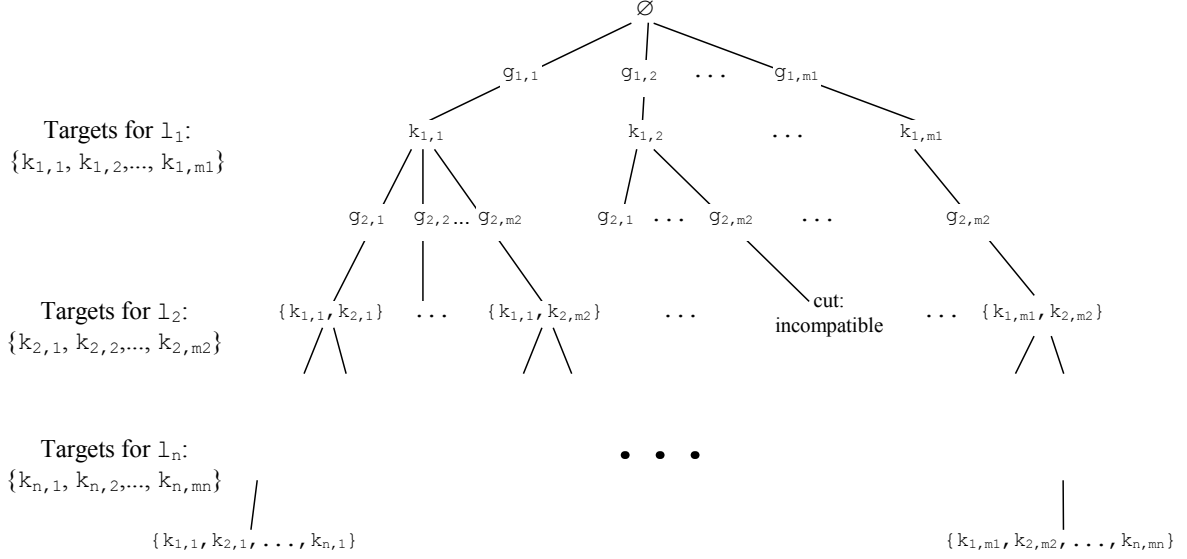 ∅
g1,1 g1,2 ... g1,m1
Targets for l1:
{k1,1, k1,2,..., k1,m1}
k1,1 k1,2 ... k1,m1
g2,1 g2,2 ... g2,m2 g2,1 ... g2,m2 ... g2,m2
Targets for l2:
{k2,1, k2,2,..., k2,m2}
{k1,1,k2,1} ... {k1,1,k2,m2} ... cut: ... {k1,m1,k2,m2}
incompatible
Targets for ln:
{kn,1, kn,2,..., kn,mn}
• • •
{k1,1,k2,1,...,kn,1} {k1,m1,k2,m2,...,kn,mn}